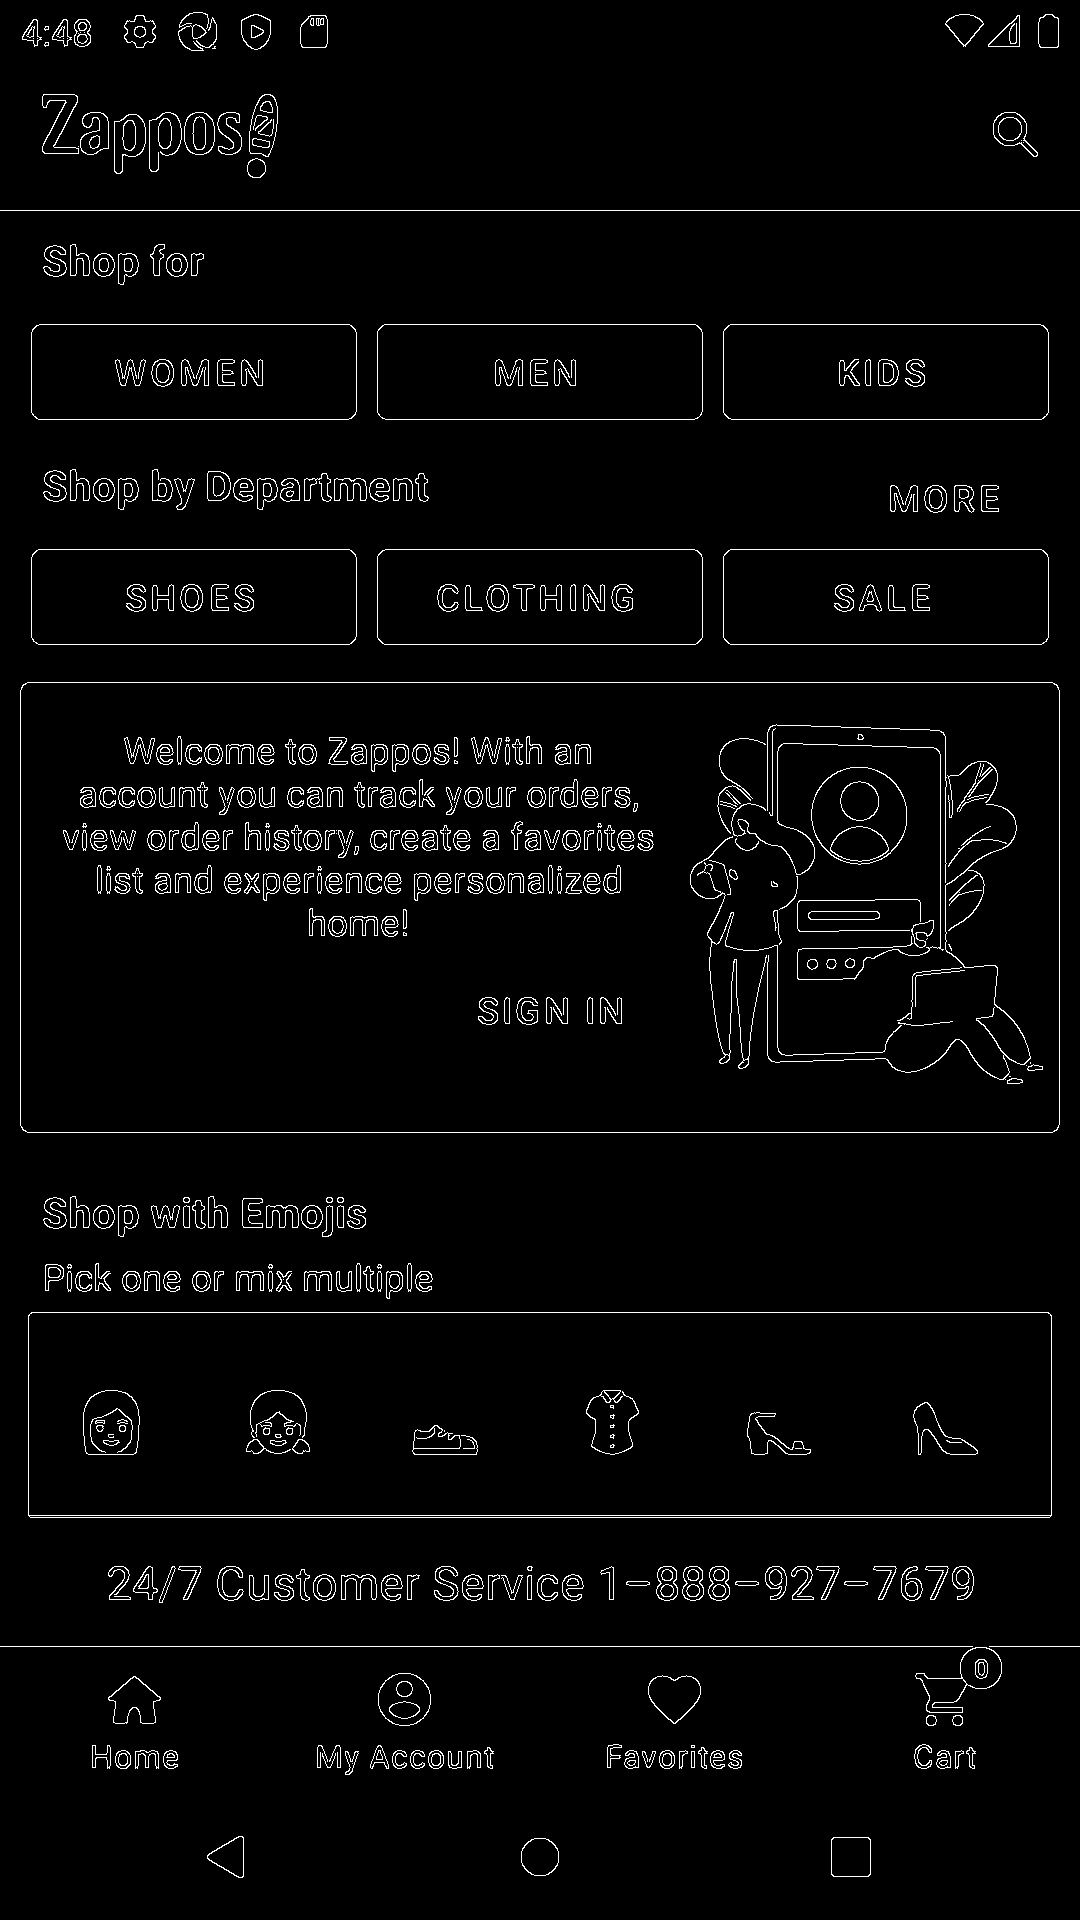 4:48
Zappos!
Shop for
WOMEN MEN KIDS
Shop by Department
MORE
SHOES CLOTHING SALE
Welcome to Zappos! With an
account you can track your orders,
view order history, create a favorites
list and experience personalized
home!
SIGN IN
Shop with Emojis
Pick one or mix multiple
24/7 Customer Service 1-888-927-7679
0
Home My Account Favorites Cart